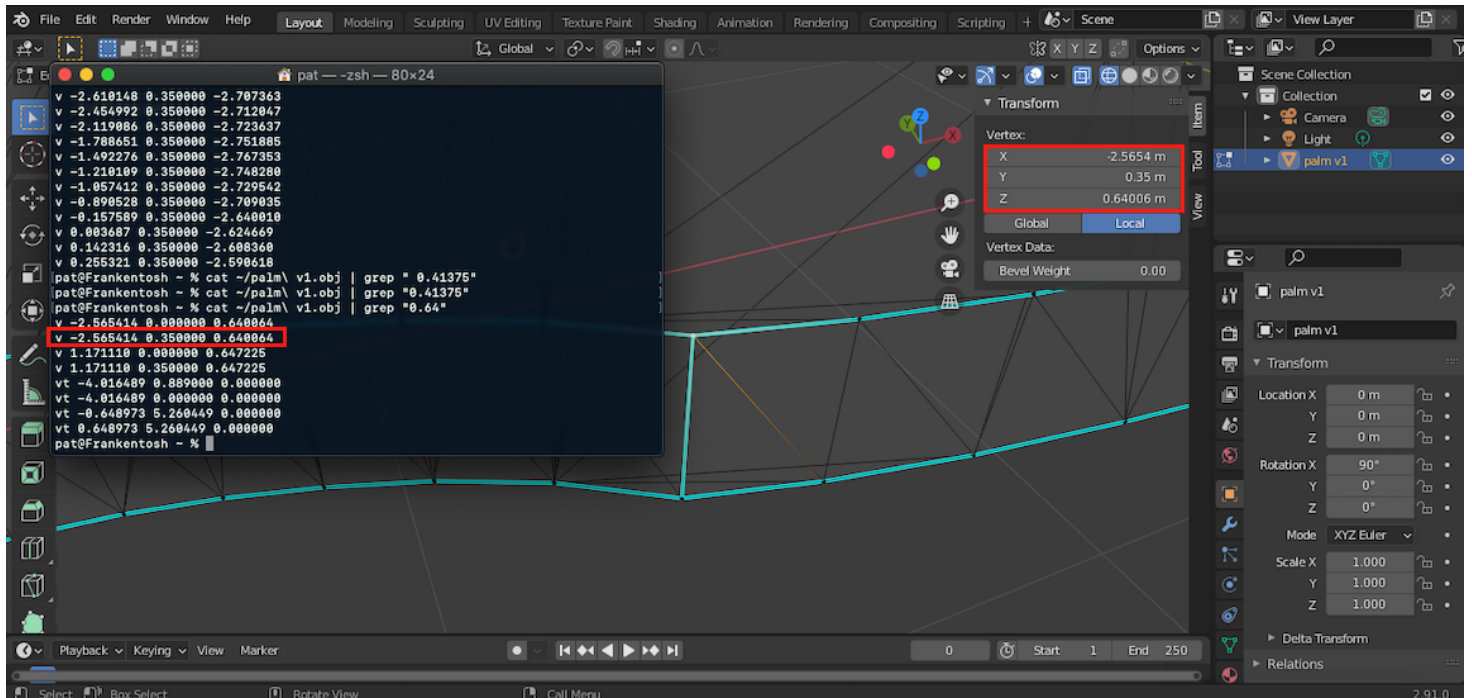 File Edit Render Window Help Layout Modeling Sculpting UV Editing Texture Paint Shading Animation Rendering Compositing Scripting + Scene View Layer
Global X Y Z Options
pat — -zsh — 80×24
v -2.610148 0.350000 -2.707363
v -2.454992 0.350000 -2.712047
v -2.119086 0.350000 -2.723637
v -1.788651 0.350000 -2.751885
v -1.492276 0.350000 -2.767353
v -1.210109 0.350000 -2.748280
v -1.057412 0.350000 -2.729542
v -0.890528 0.350000 -2.709035
v -0.157589 0.350000 -2.640010
v 0.003687 0.350000 -2.624669
v 0.142316 0.350000 -2.608360
v 0.255321 0.350000 -2.590618
[pat@Frankentosh ~ % cat ~/palm\ v1.obj | grep " 0.41375" ]
[pat@Frankentosh ~ % cat ~/palm\ v1.obj | grep "0.41375" ]
[pat@Frankentosh ~ % cat ~/palm\ v1.obj | grep "0.64" ]
v -2.565414 0.000000 0.640064
v -2.565414 0.350000 0.640064
v 1.171110 0.000000 0.647225
v 1.171110 0.350000 0.647225
vt -4.016489 0.889000 0.000000
vt -4.016489 0.000000 0.000000
vt -0.648973 5.260449 0.000000
vt 0.648973 5.260449 0.000000
pat@Frankentosh ~ %
Y Z X
Transform
Vertex:
X -2.5654 m
Y 0.35 m
Z 0.64006 m
Global Local
Vertex Data:
Bevel Weight 0.00
Item
Tool
View
Scene Collection
Collection
Camera
Light
palm v1
palm v1
palm v1
Transform
Location X 0 m
Y 0 m
Z 0 m
Rotation X 90°
Y 0°
Z 0°
Mode XYZ Euler
Scale X 1.000
Y 1.000
Z 1.000
Delta Transform
Relations
Playback Keying View Marker 0 Start 1 End 250
Select Box Select Rotate View Call Menu 2.91.0